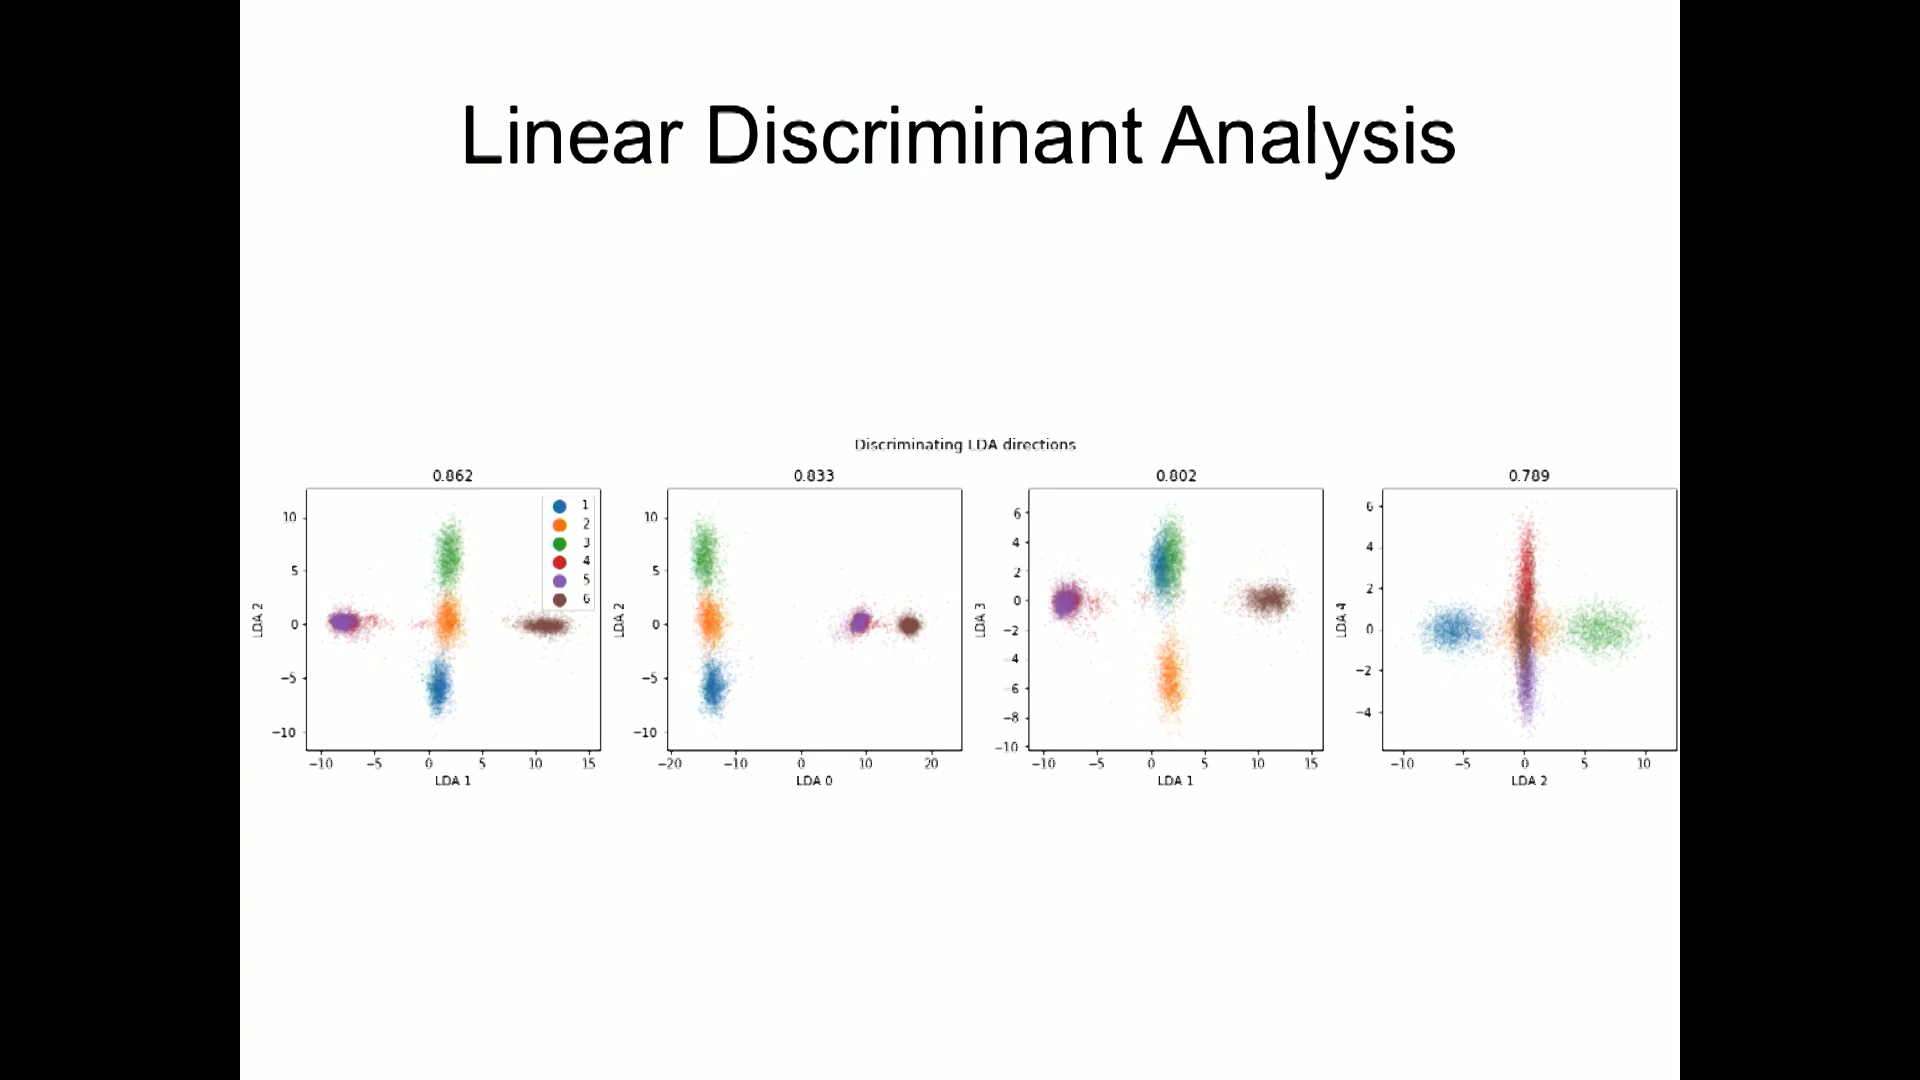 Linear Discriminant Analysis
Discriminating LDA directions
0.862
10
5
0
−5
−10
LDA 2
−10 −5 0 5 10 15
LDA 1
1
2
3
4
5
6
0.833
10
5
0
−5
−10
LDA 2
−20 −10 0 10 20
LDA 0
0.802
6
4
2
0
−2
−4
−6
−8
−10
LDA 3
−10 −5 0 5 10 15
LDA 1
0.789
6
4
2
0
−2
−4
LDA 4
−10 −5 0 5 10
LDA 2